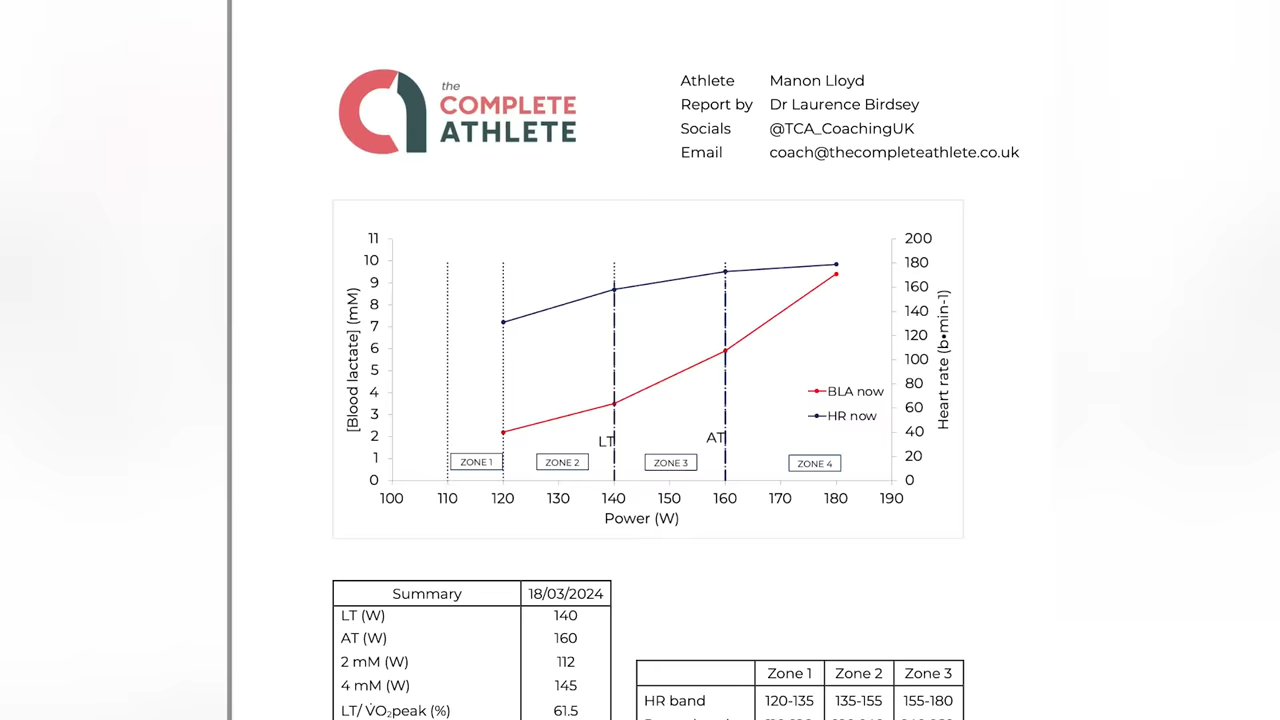 the
COMPLETE
ATHLETE
Athlete Manon Lloyd
Report by Dr Laurence Birdsey
Socials @TCA_CoachingUK
Email coach@thecompleteathlete.co.uk
[Blood lactate] (mM)
11
10
9
8
7
6
5
4
3
2
1
0
200
180
160
140
120
100
80
60
40
20
0
Heart rate (b•min-1)
BLA now
HR now
LT
AT
ZONE 1
ZONE 2
ZONE 3
ZONE 4
100 110 120 130 140 150 160 170 180 190
Power (W)
Summary 18/03/2024
LT (W) 140
AT (W) 160
2 mM (W) 112
4 mM (W) 145
LT/ V̇O₂peak (%) 61.5
Zone 1 Zone 2 Zone 3
HR band 120-135 135-155 155-180